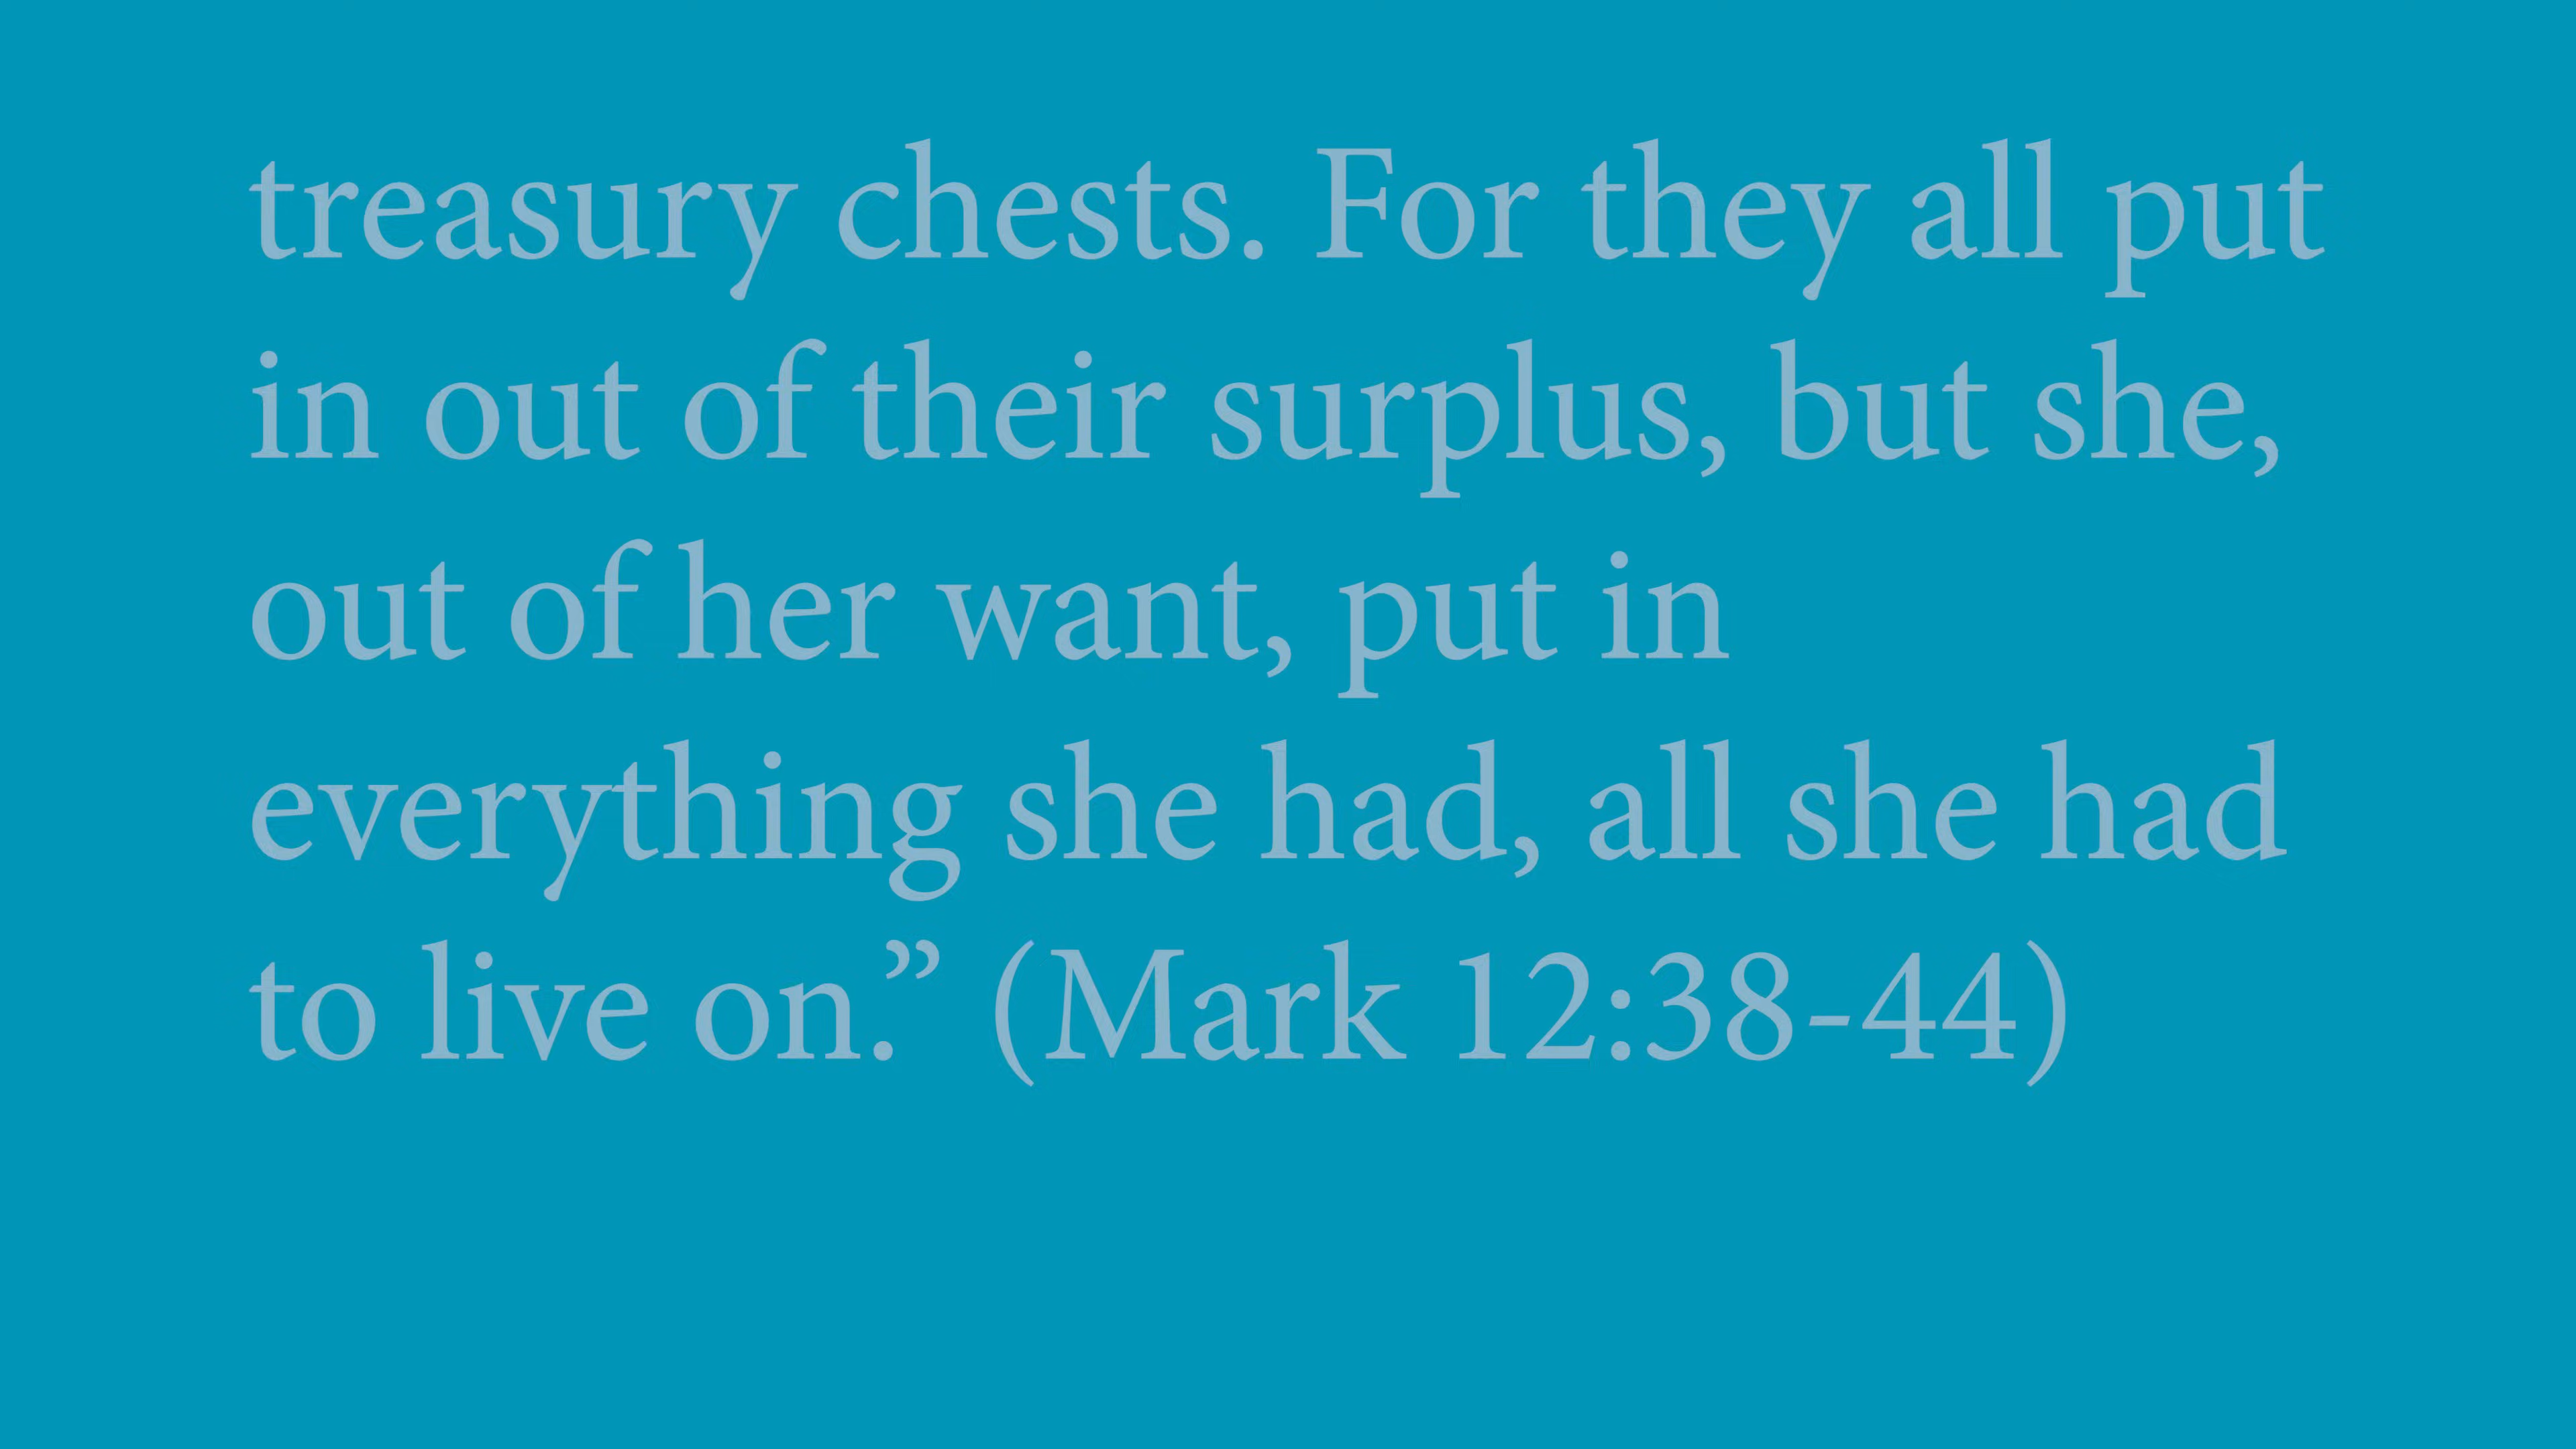 treasury chests.  For they all put
in out of their surplus, but she,
out of her want, put in
everything she had, all she had
to live on.”  (Mark 12:38-44)